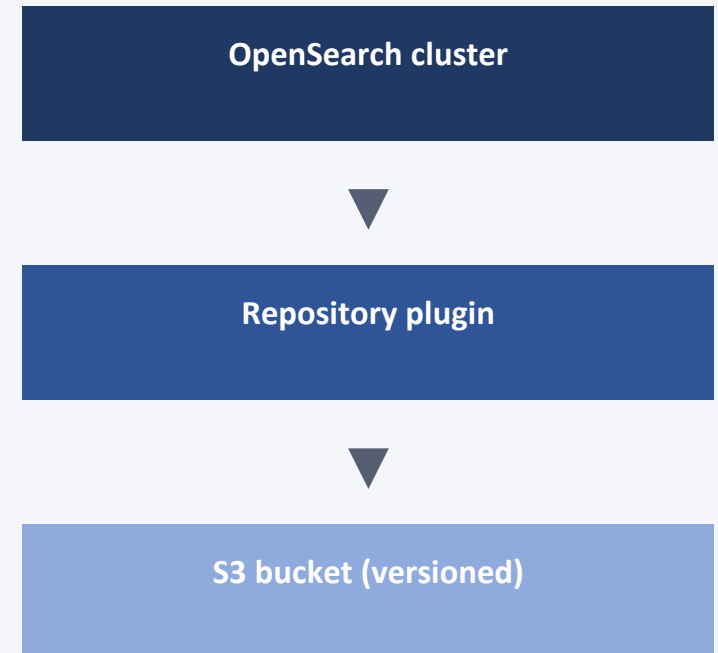 OpenSearch cluster
Repository plugin
S3 bucket (versioned)